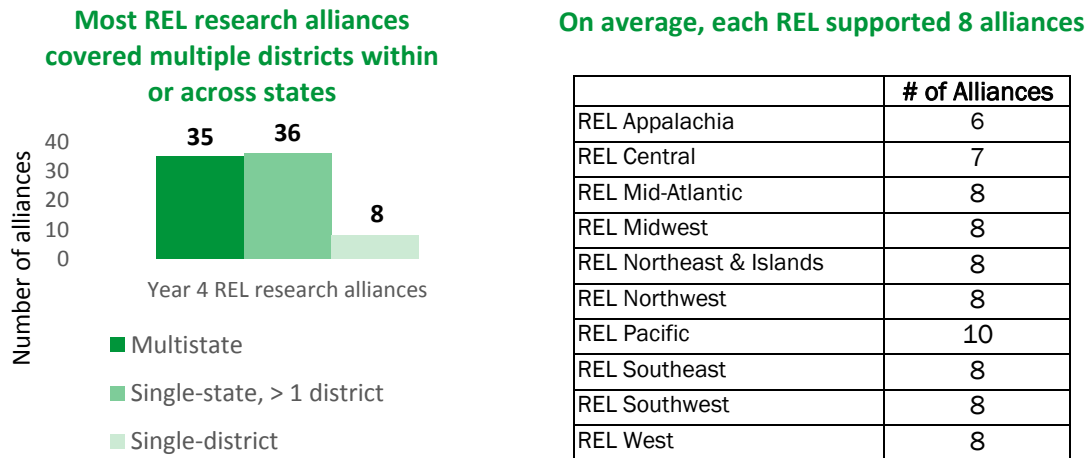 Most REL research alliances
covered multiple districts within
or across states
Number of alliances
40
30
20
10
0
35
36
8
Year 4 REL research alliances
Multistate
Single-state, > 1 district
Single-district
On average, each REL supported 8 alliances
# of Alliances
REL Appalachia 6
REL Central 7
REL Mid-Atlantic 8
REL Midwest 8
REL Northeast & Islands 8
REL Northwest 8
REL Pacific 10
REL Southeast 8
REL Southwest 8
REL West 8